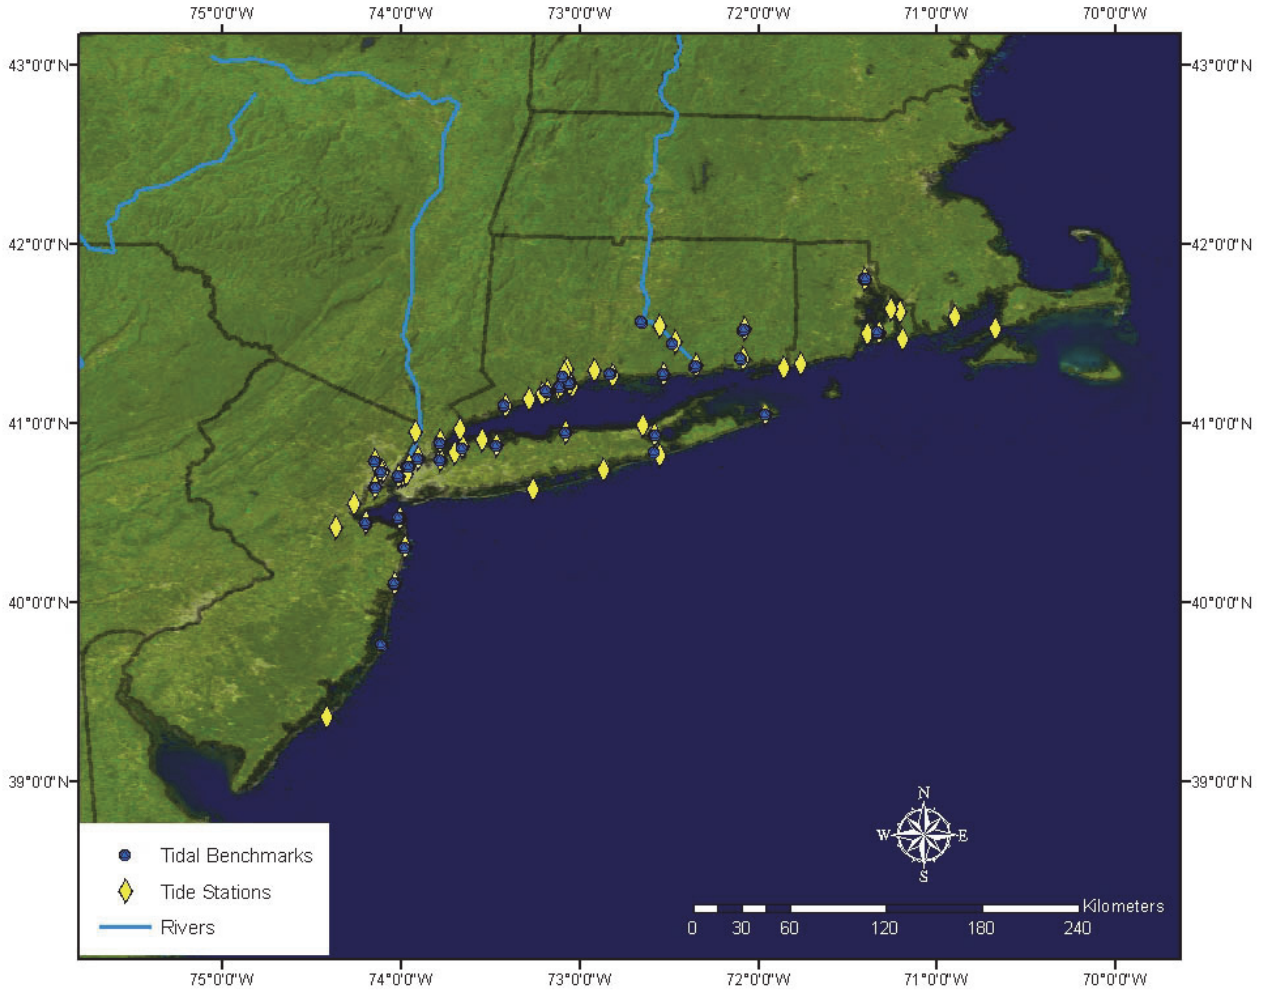 75°0'0"W 74°0'0"W 73°0'0"W 72°0'0"W 71°0'0"W 70°0'0"W
43°0'0"N 43°0'0"N
42°0'0"N 42°0'0"N
41°0'0"N 41°0'0"N
40°0'0"N 40°0'0"N
39°0'0"N 39°0'0"N
N
W E
S
Tidal Benchmarks
Tide Stations
Rivers
Kilometers
0 30 60 120 180 240
75°0'0"W 74°0'0"W 73°0'0"W 72°0'0"W 71°0'0"W 70°0'0"W